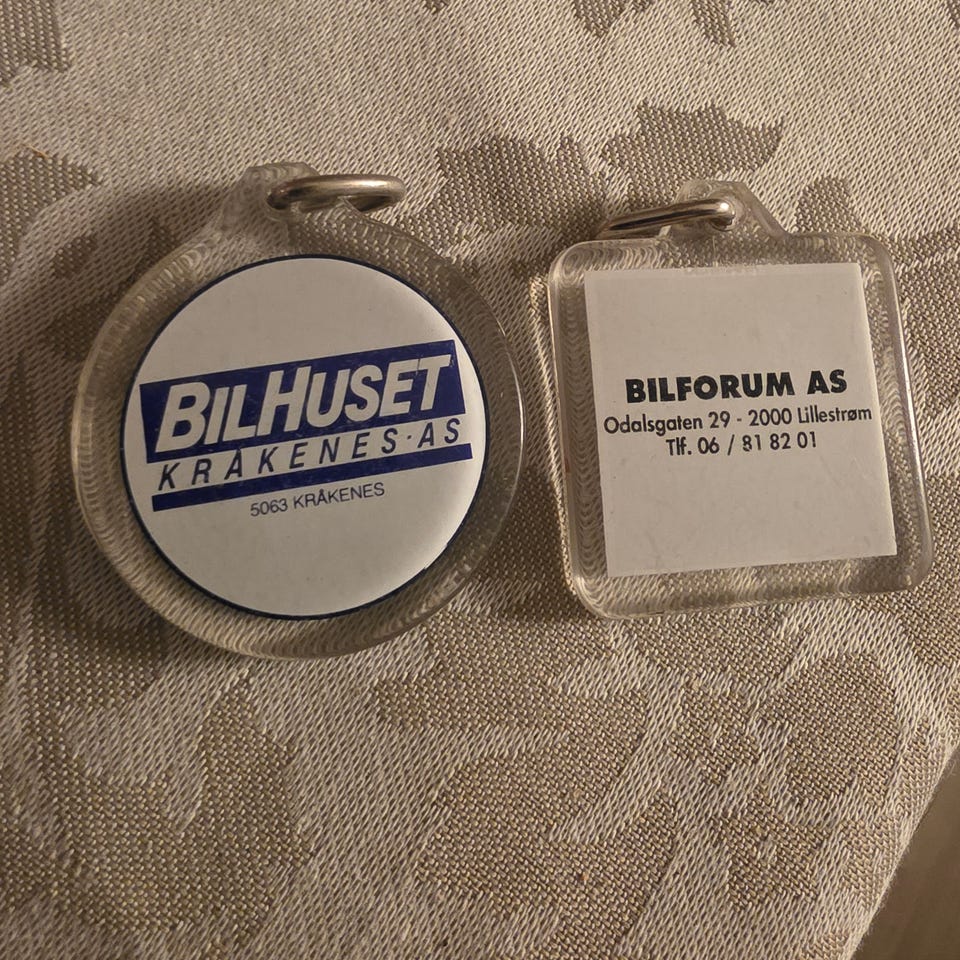 BILHUSET
KRÅKENES·AS
5063 KRÅKENES
BILFORUM AS
Odalsgaten 29 - 2000 Lillestrøm
Tlf. 06 / 81 82 01